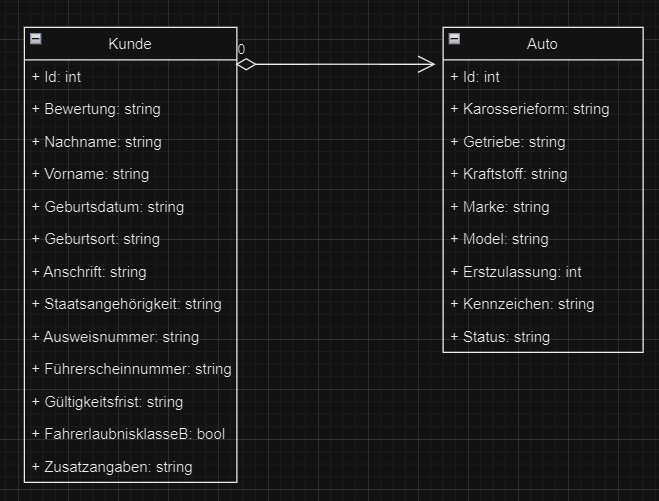 Kunde
+ Id: int
+ Bewertung: string
+ Nachname: string
+ Vorname: string
+ Geburtsdatum: string
+ Geburtsort: string
+ Anschrift: string
+ Staatsangehörigkeit: string
+ Ausweisnummer: string
+ Führerscheinnummer: string
+ Gültigkeitsfrist: string
+ FahrerlaubnisklasseB: bool
+ Zusatzangaben: string
0
Auto
+ Id: int
+ Karosserieform: string
+ Getriebe: string
+ Kraftstoff: string
+ Marke: string
+ Model: string
+ Erstzulassung: int
+ Kennzeichen: string
+ Status: string